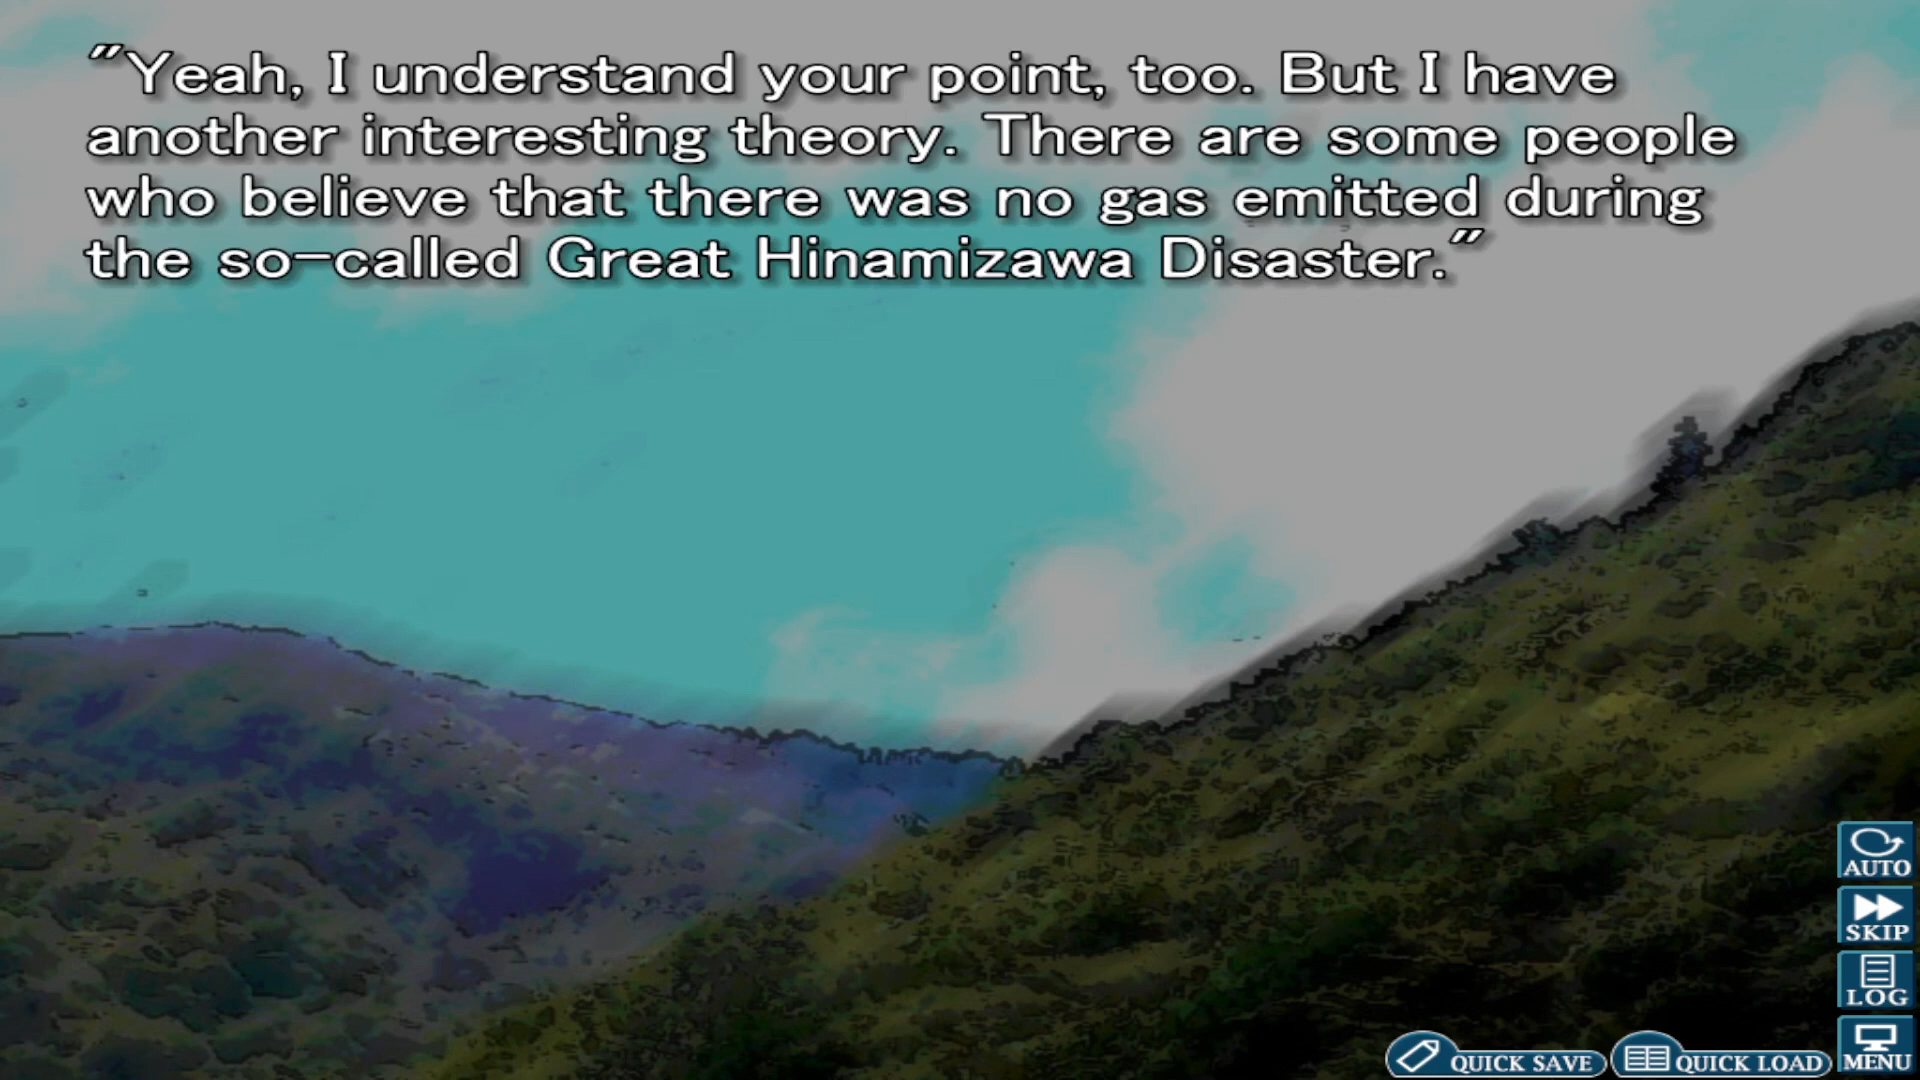 "Yeah, I understand your point, too. But I have
another interesting theory. There are some people
who believe that there was no gas emitted during
the so-called Great Hinamizawa Disaster."
AUTO
SKIP
LOG
MENU
QUICK SAVE
QUICK LOAD